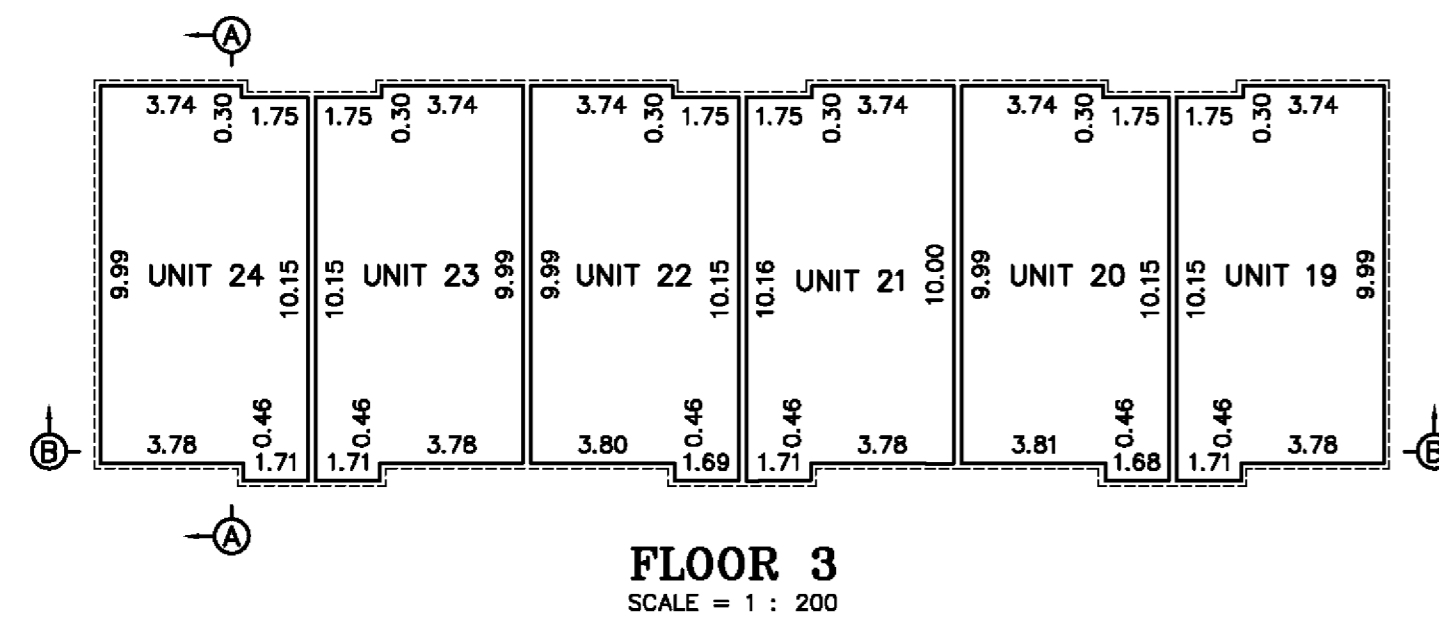 A
3.74 0.30 1.75 1.75 0.30 3.74 3.74 0.30 1.75 1.75 0.30 3.74 3.74 0.30 1.75 1.75 0.30 3.74
9.99 UNIT 24 10.15 10.15 UNIT 23 9.99 9.99 UNIT 22 10.15 10.16 UNIT 21 10.00 9.99 UNIT 20 10.15 10.15 UNIT 19 9.99
B 3.78 0.46 1.71 1.71 0.46 3.78 3.80 0.46 1.69 1.71 0.46 3.78 3.81 0.46 1.68 1.71 0.46 3.78 B
A
FLOOR 3
SCALE = 1 : 200